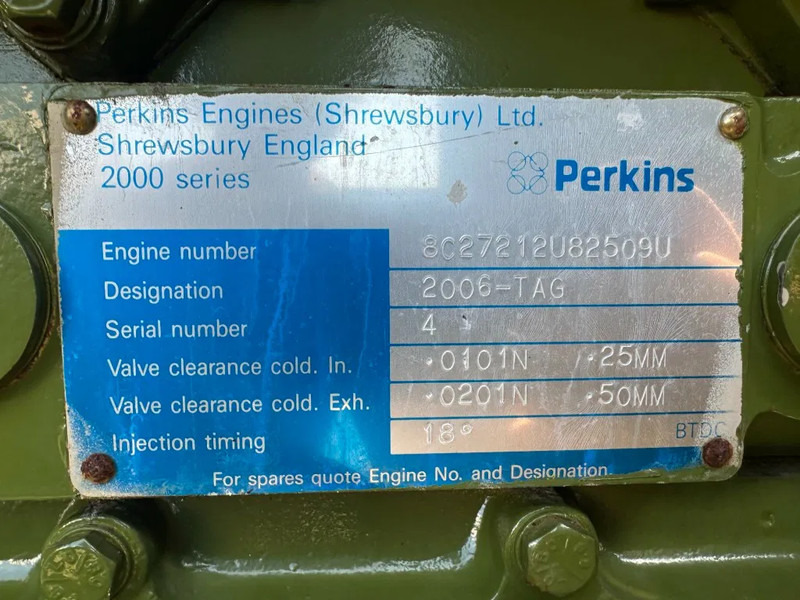 Perkins Engines (Shrewsbury) Ltd.
Shrewsbury England
2000 series
Perkins
Engine number 8C27212U82509U
Designation 2006-TAG
Serial number 4
Valve clearance cold. In. .010IN /.25MM
Valve clearance cold. Exh. .020IN /.50MM
Injection timing 18° BTDC
For spares quote Engine No. and Designation.